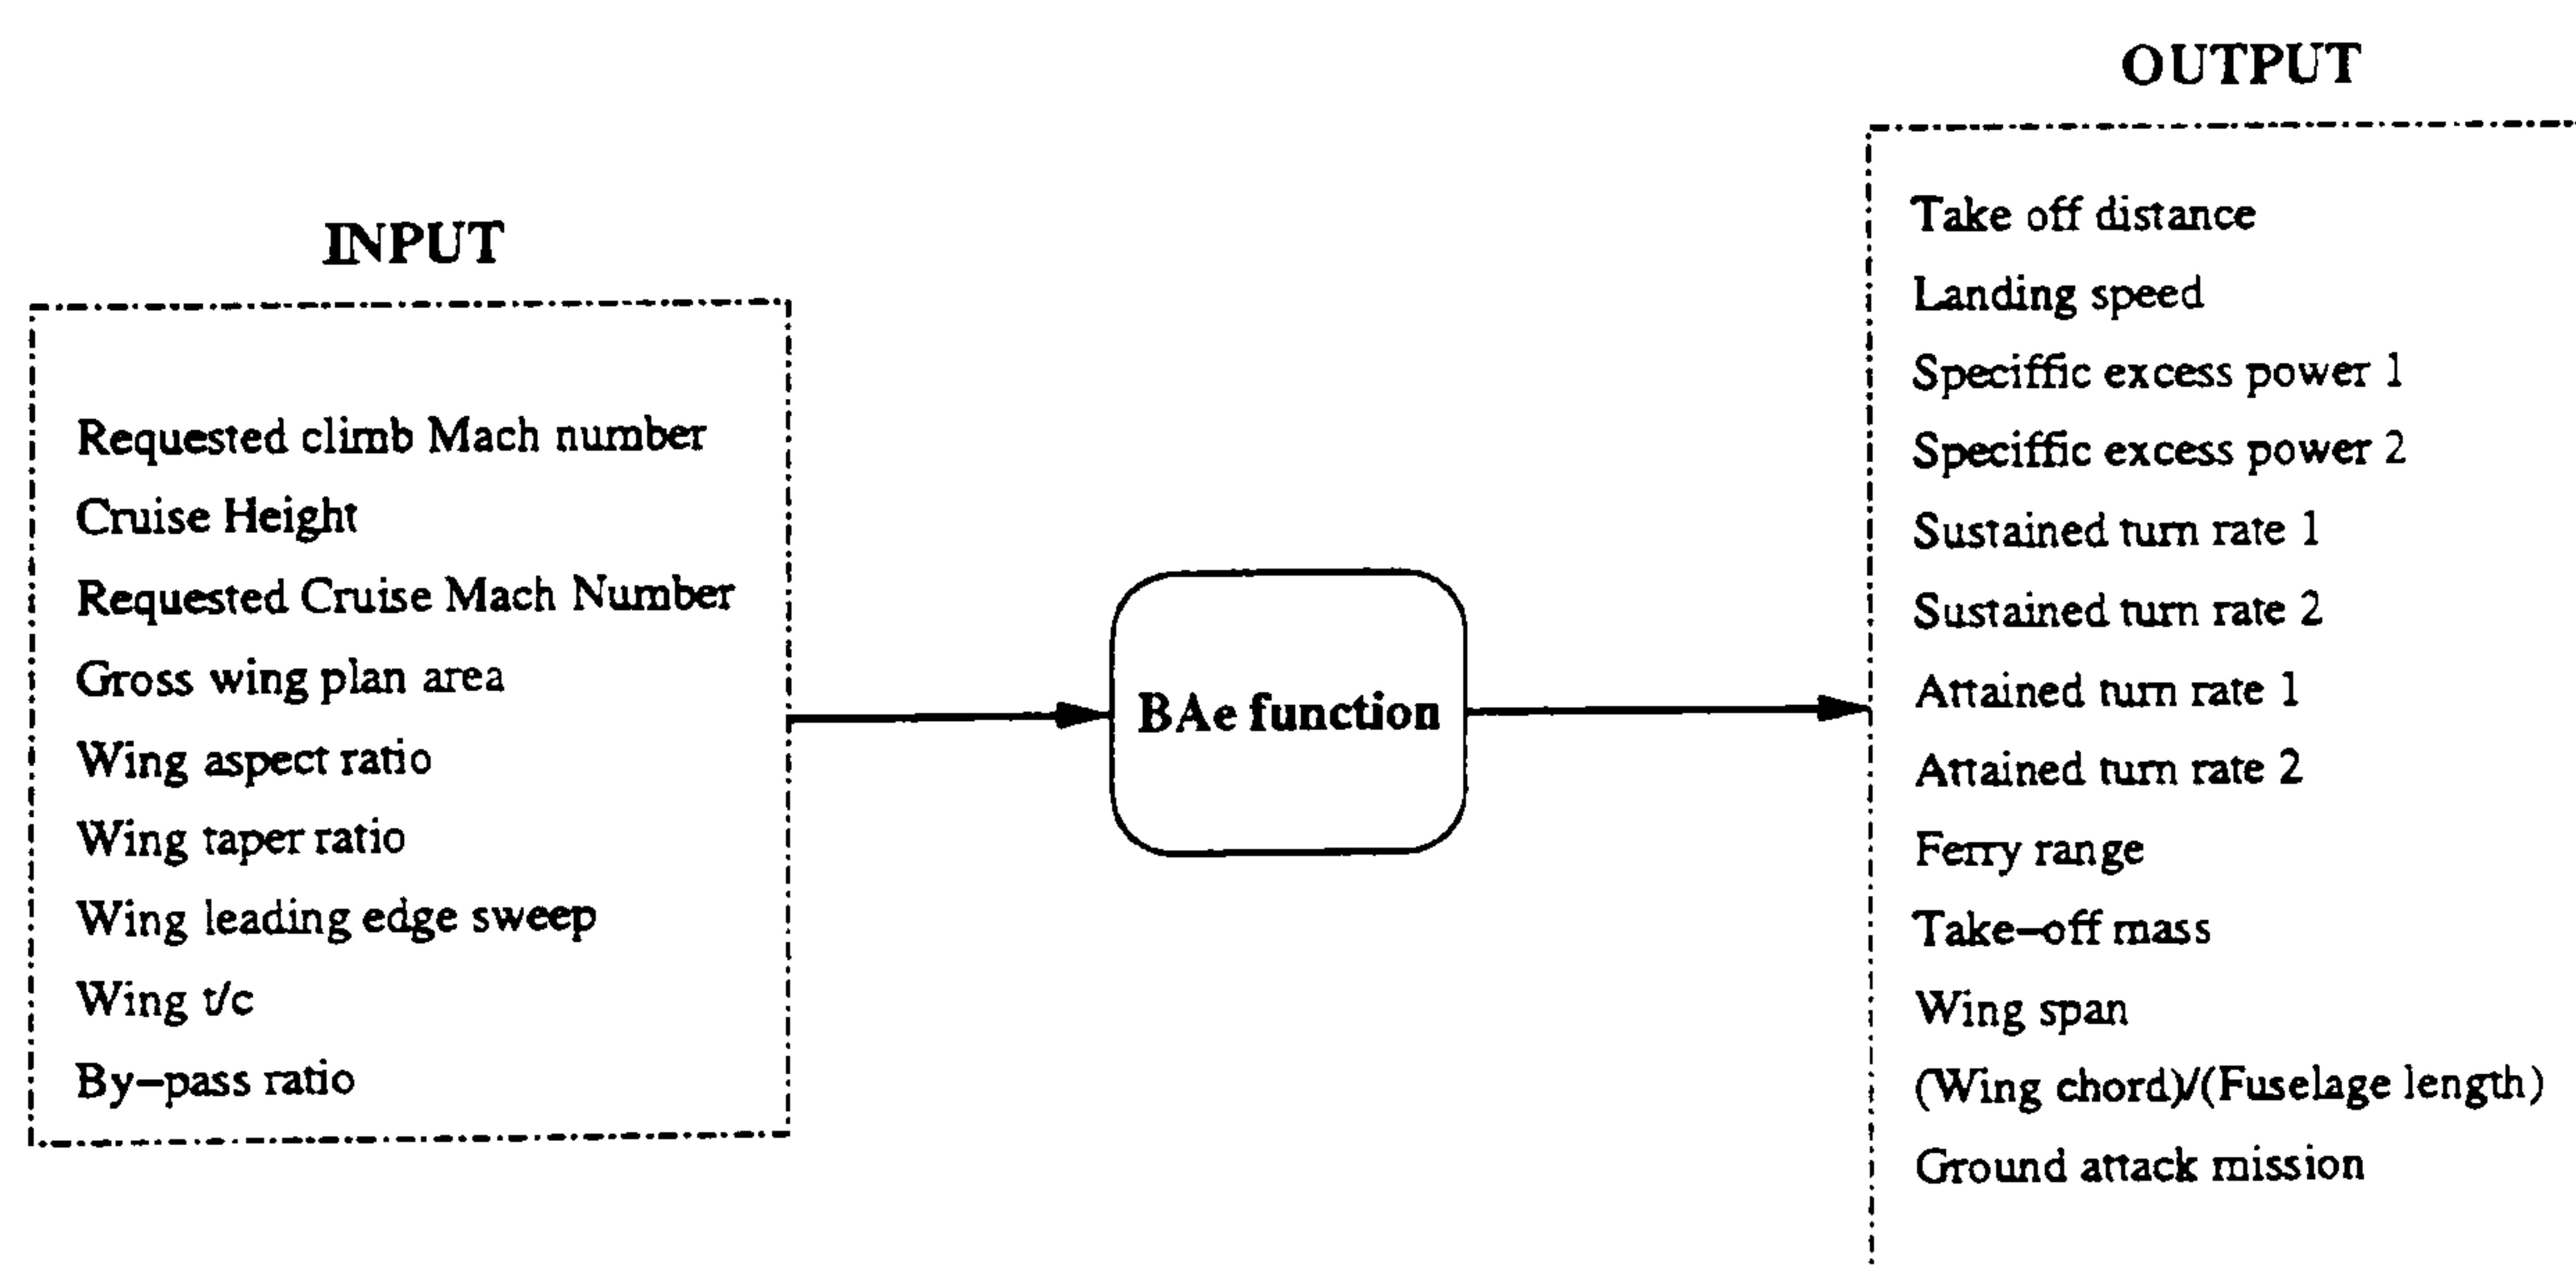 INPUT
Requested climb Mach number
Cruise Height
Requested Cruise Mach Number
Gross wing plan area
Wing aspect ratio
Wing taper ratio
Wing leading edge sweep
Wing t/c
By-pass ratio
BAe function
OUTPUT
Take off distance
Landing speed
Speciffic excess power 1
Speciffic excess power 2
Sustained turn rate 1
Sustained turn rate 2
Attained turn rate 1
Attained turn rate 2
Ferry range
Take-off mass
Wing span
(Wing chord)/(Fuselage length)
Ground attack mission